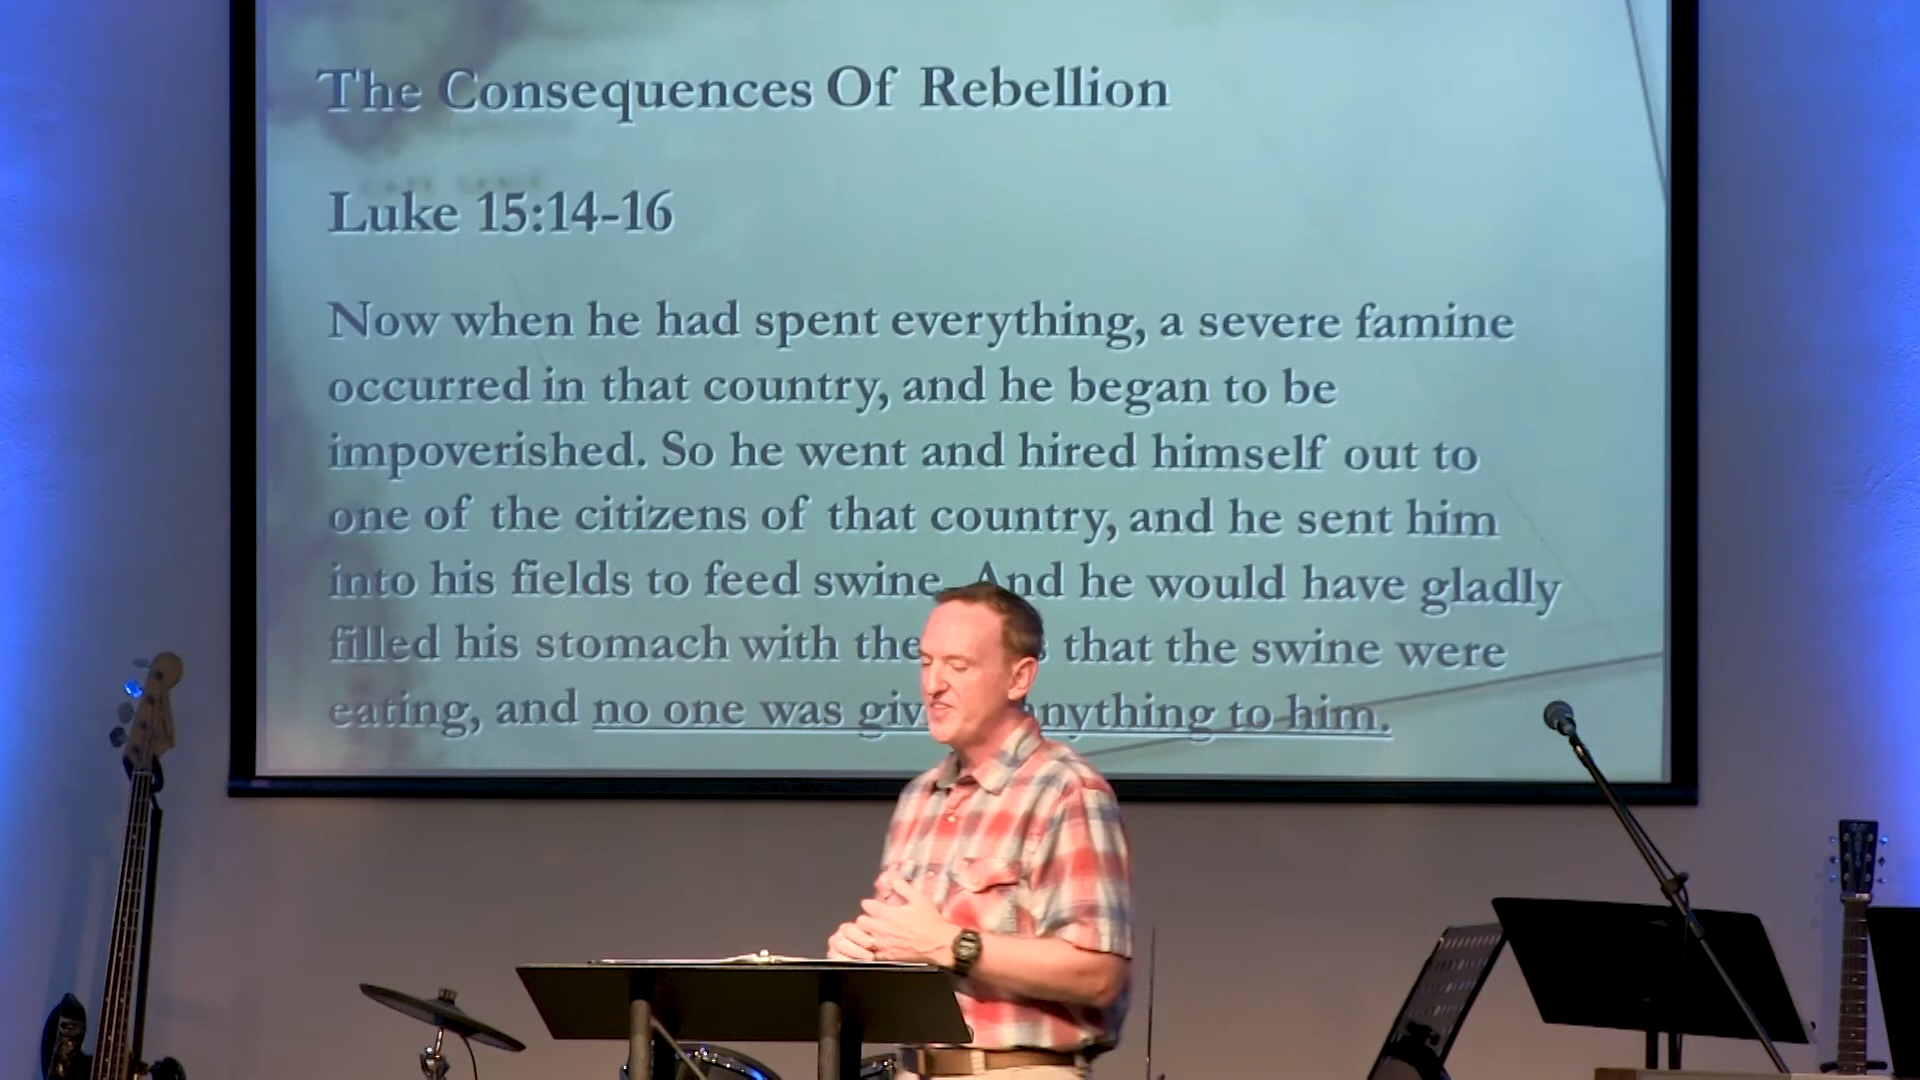 The Consequences Of Rebellion
Luke 15:14-16
Now when he had spent everything, a severe famine
occurred in that country, and he began to be
impoverished. So he went and hired himself out to
one of the citizens of that country, and he sent him
into his fields to feed swine. And he would have gladly
filled his stomach with the that the swine were
eating, and no one was giving anything to him.